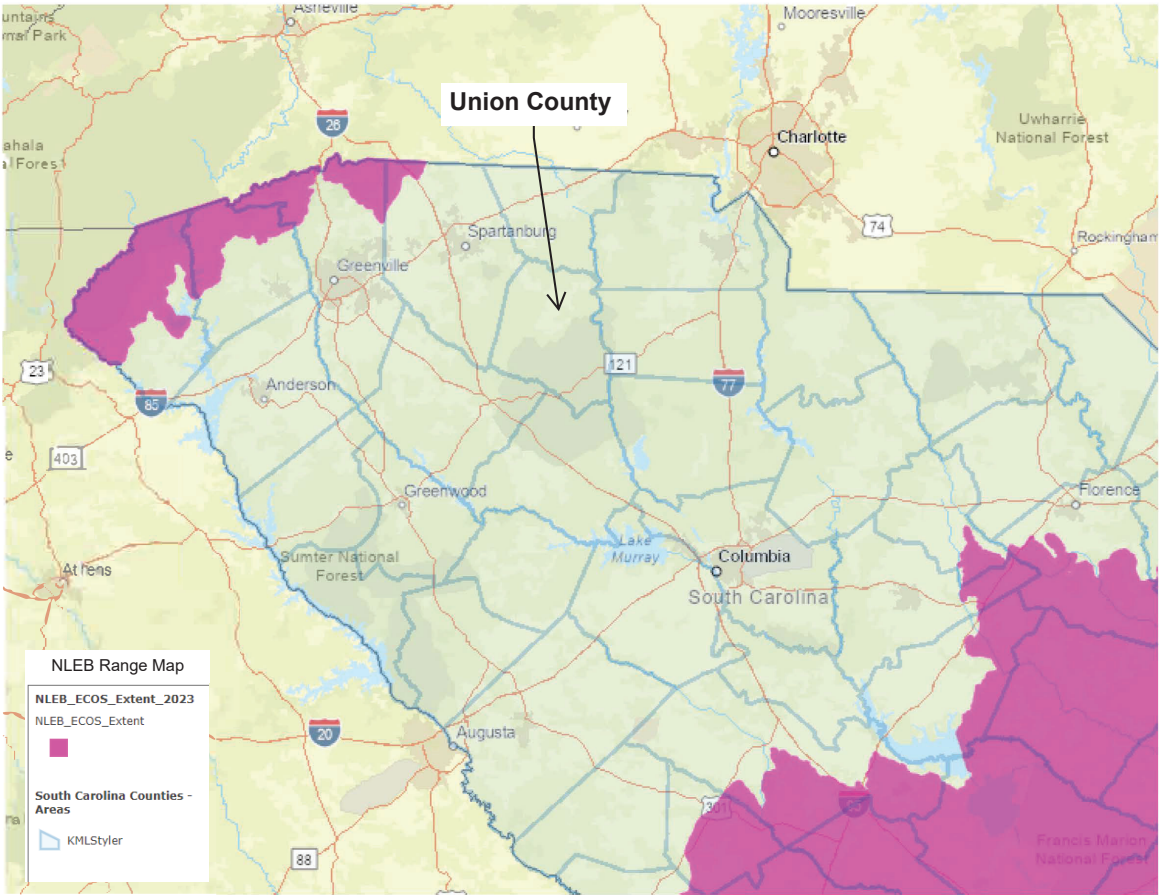 Asheville
Mooresville
Union County
26
Uwharrie
National Forest
Charlotte
74
Rockingham
Spartanburg
Greenville
121
23
77
Anderson
85
403
Greenwood
Florence
Lake
Murray
Columbia
Sumter National
Forest
South Carolina
NLEB Range Map
NLEB_ECOS_Extent_2023
NLEB_ECOS_Extent
20
Augusta
South Carolina Counties -
Areas
301
95
KMLStyler
Francis Marion
National Forest
88